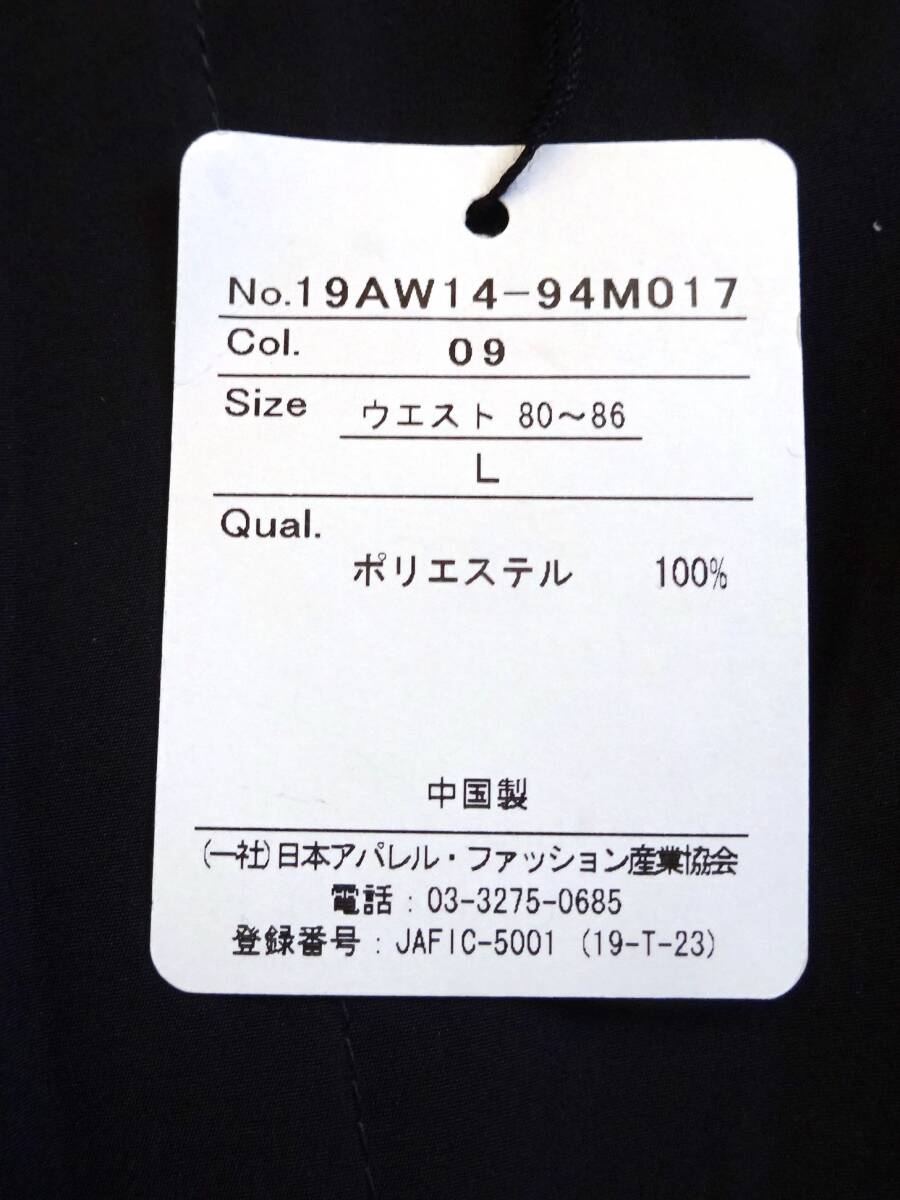 No.19AW14-94M017
Col. 09
Size ウエスト 80～86
L
Qual.
ポリエステル 100%
中国製
(一社)日本アパレル・ファッション産業協会
電話：03-3275-0685
登録番号：JAFIC-5001 (19-T-23)